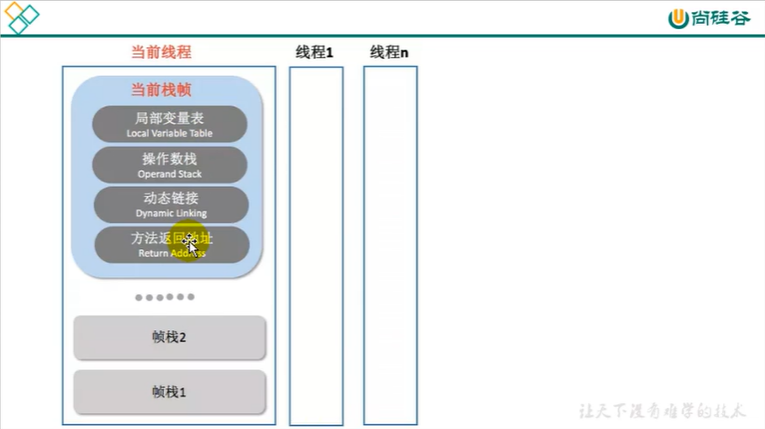 尚硅谷
当前线程
线程1
线程n
当前栈帧
局部变量表
Local Variable Table
操作数栈
Operand Stack
动态链接
Dynamic Linking
方法返回地址
Return Address
帧栈2
帧栈1
让天下没有难学的技术